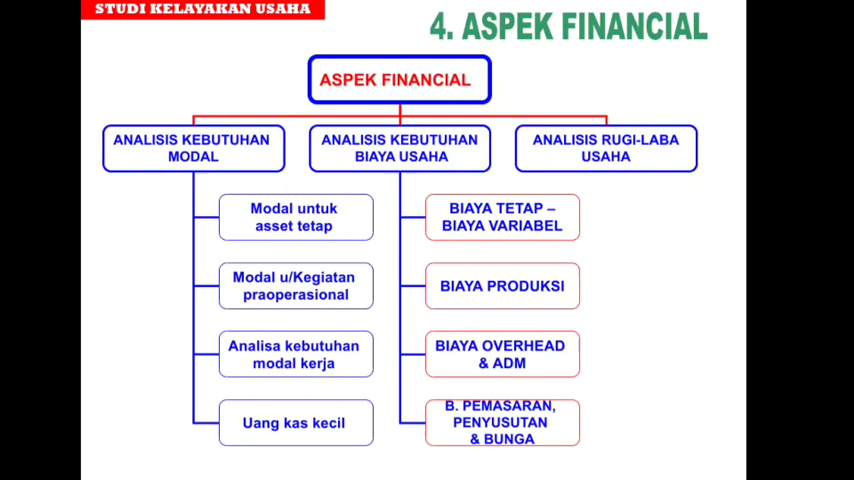 STUDI KELAYAKAN USAHA
4. ASPEK FINANCIAL
ASPEK FINANCIAL
ANALISIS KEBUTUHAN
MODAL
ANALISIS KEBUTUHAN
BIAYA USAHA
ANALISIS RUGI-LABA
USAHA
Modal untuk
asset tetap
Modal u/Kegiatan
praoperasional
Analisa kebutuhan
modal kerja
Uang kas kecil
BIAYA TETAP –
BIAYA VARIABEL
BIAYA PRODUKSI
BIAYA OVERHEAD
& ADM
B. PEMASARAN,
PENYUSUTAN
& BUNGA